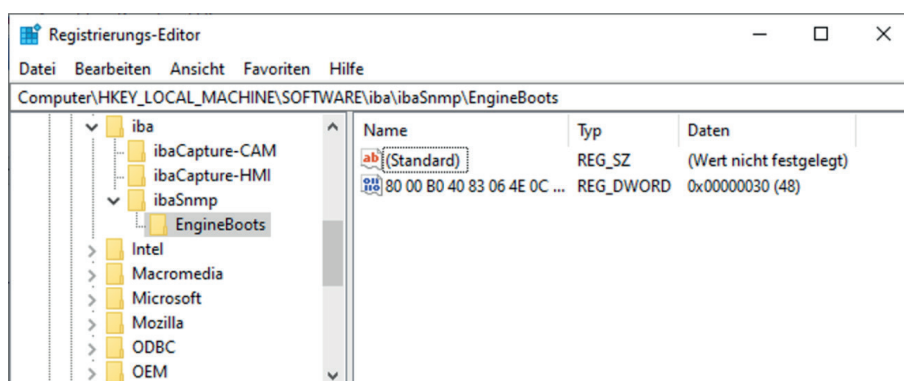 Registrierungs-Editor
Datei Bearbeiten Ansicht Favoriten Hilfe
Computer\HKEY_LOCAL_MACHINE\SOFTWARE\iba\ibaSnmp\EngineBoots
iba
ibaCapture-CAM
ibaCapture-HMI
ibaSnmp
EngineBoots
Intel
Macromedia
Microsoft
Mozilla
ODBC
OEM
Name Typ Daten
(Standard) REG_SZ (Wert nicht festgelegt)
80 00 B0 40 83 06 4E 0C ... REG_DWORD 0x00000030 (48)